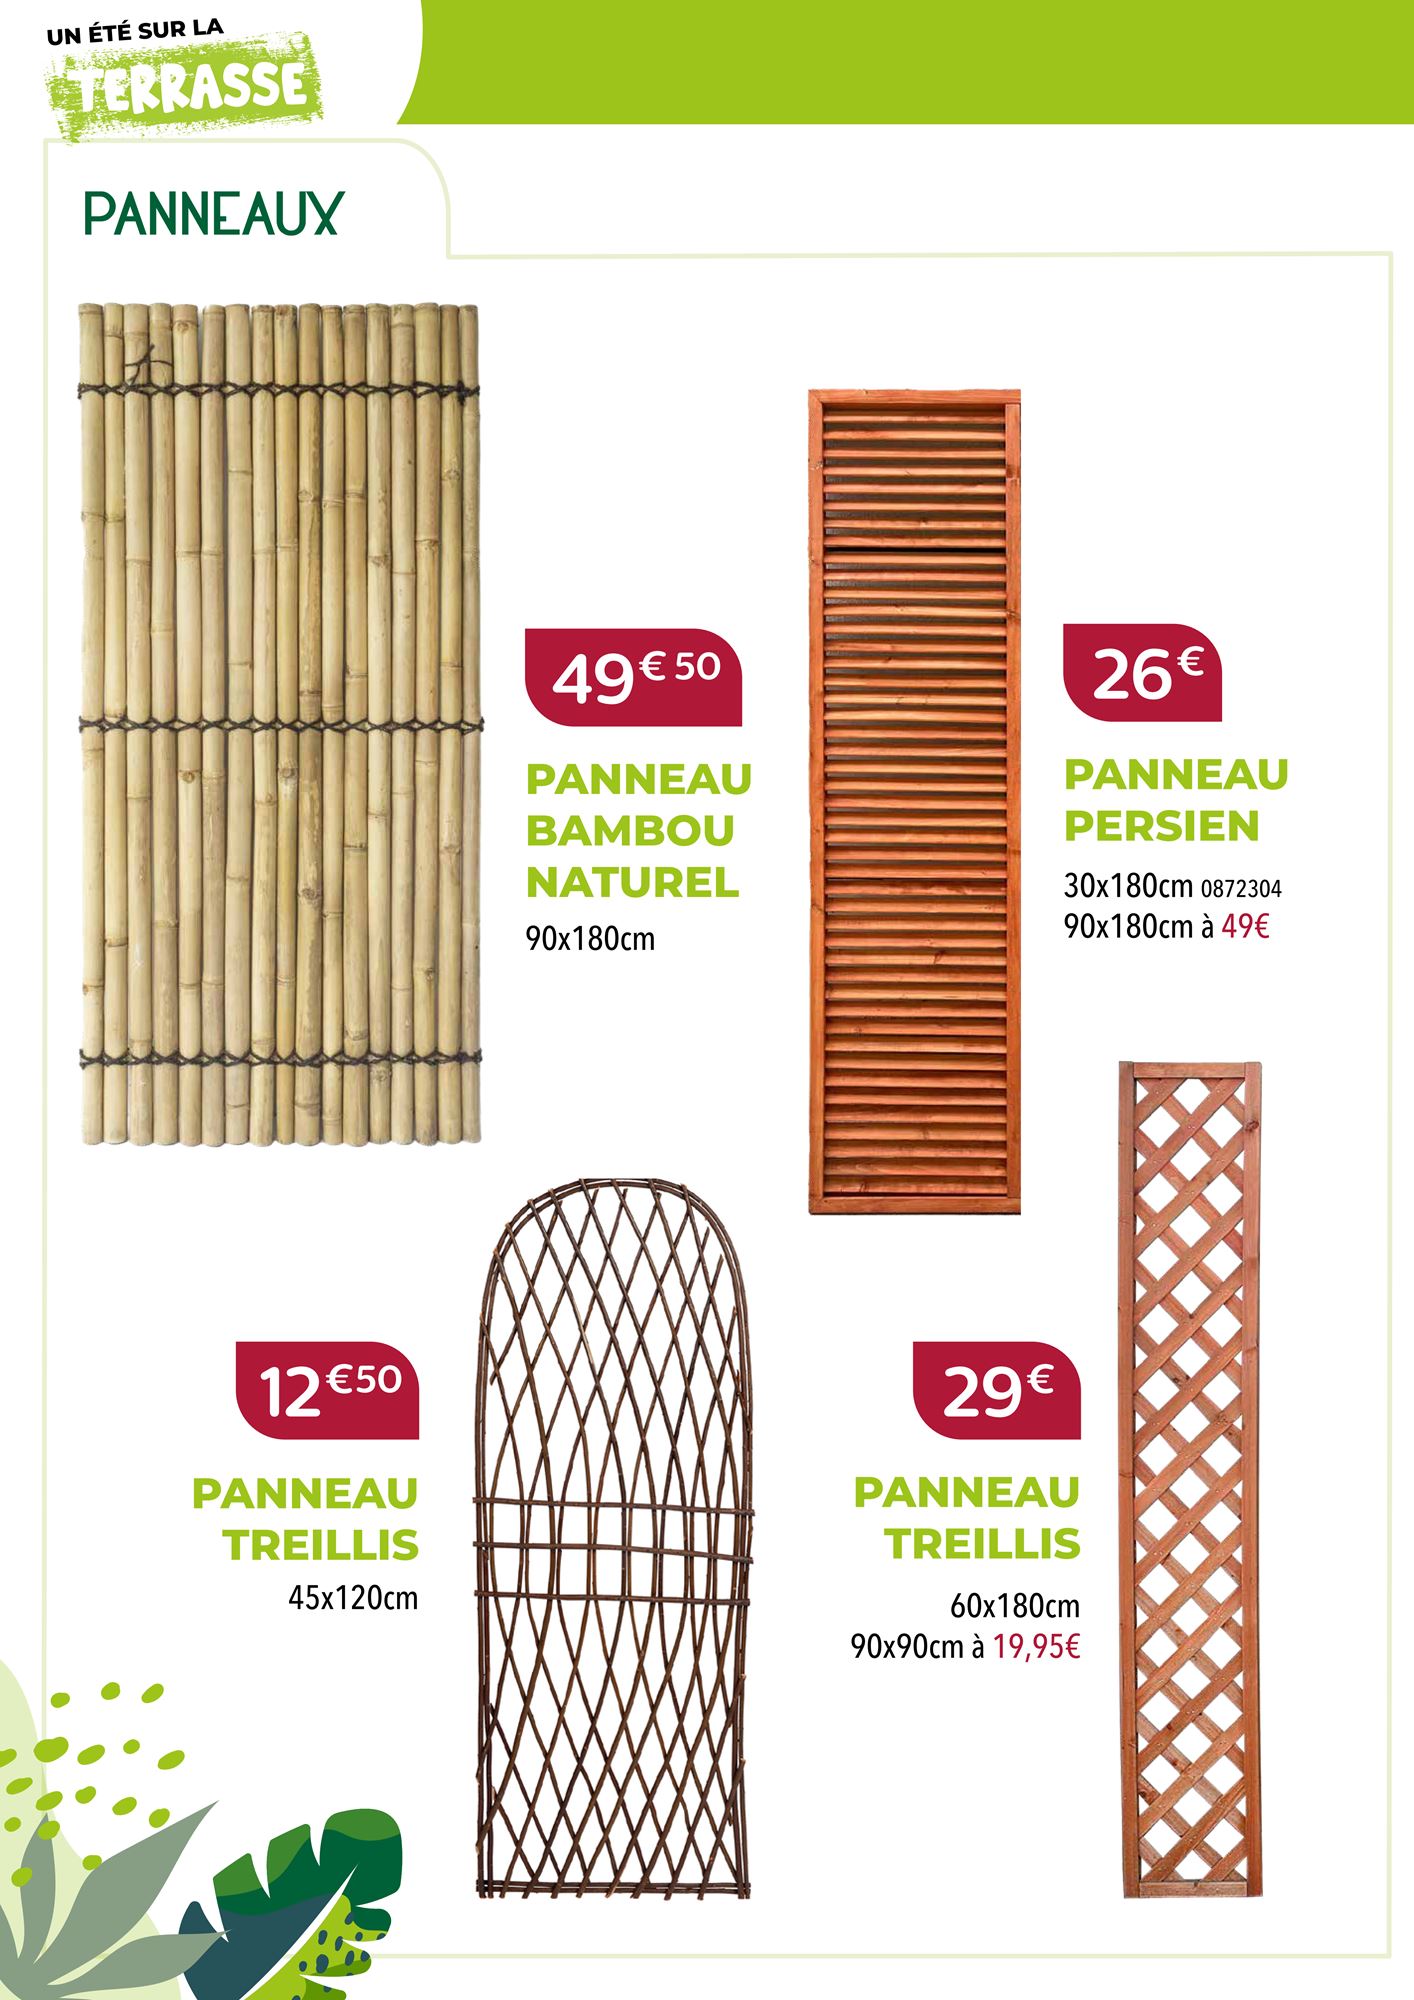 UN ÉTÉ SUR LA
TERRASSE
PANNEAUX
49€50
PANNEAU
BAMBOU
NATUREL
90x180cm
26€
PANNEAU
PERSIEN
30x180cm 0872304
90x180cm à 49€
12€50
PANNEAU
TREILLIS
45x120cm
29€
PANNEAU
TREILLIS
60x180cm
90x90cm à 19,95€